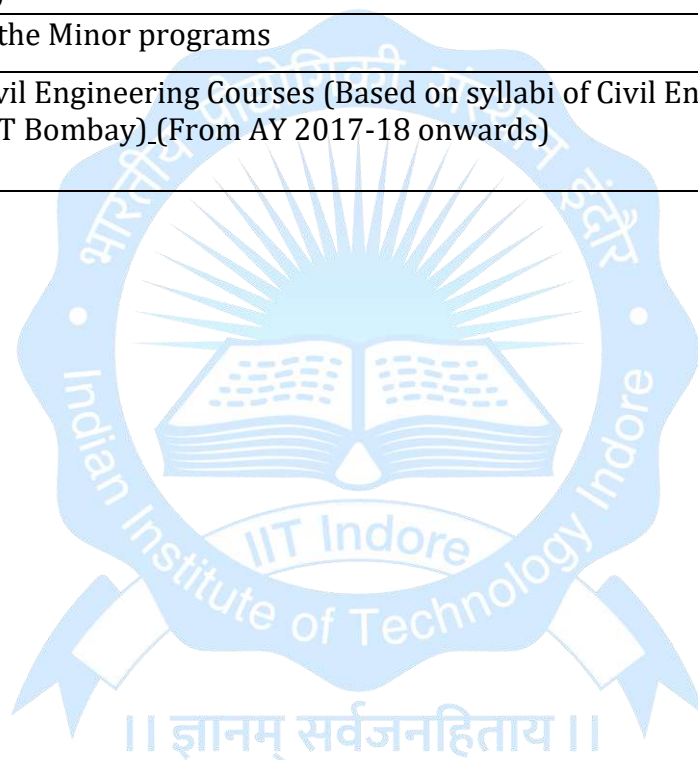 the Minor programs
vil Engineering Courses (Based on syllabi of Civil En
T Bombay) (From AY 2017-18 onwards)
भारतीय प्रौद्योगिकी संस्थान इंदौर
Indian Institute of Technology Indore
IIT Indore
।। ज्ञानम् सर्वजनहिताय ।।